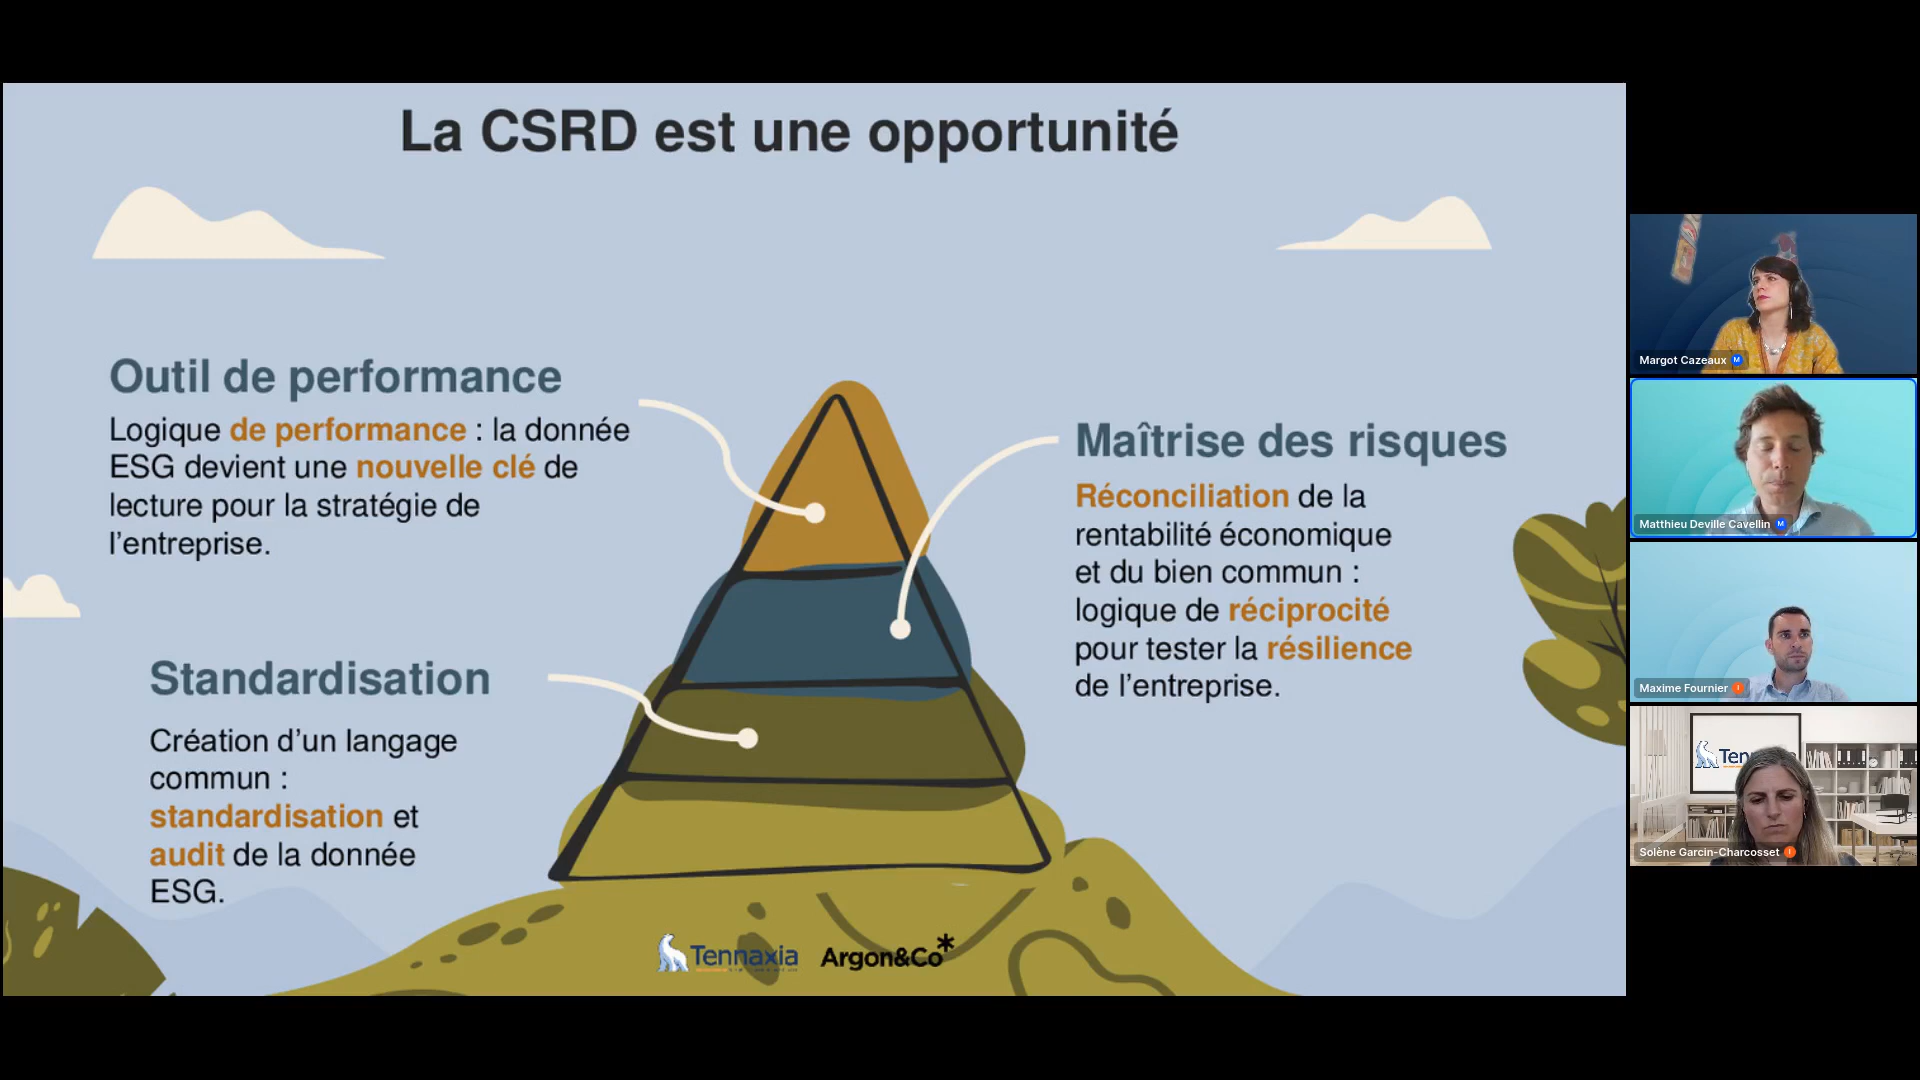 La CSRD est une opportunité
Outil de performance
Logique de performance : la donnée
ESG devient une nouvelle clé de
lecture pour la stratégie de
l’entreprise.
Maîtrise des risques
Réconciliation de la
rentabilité économique
et du bien commun :
logique de réciprocité
pour tester la résilience
de l’entreprise.
Standardisation
Création d’un langage
commun :
standardisation et
audit de la donnée
ESG.
Tennaxia
Argon&Co*
Margot Cazeaux M
Matthieu Deville Cavellin M
Maxime Fournier I
Solène Garcin-Charcosset I